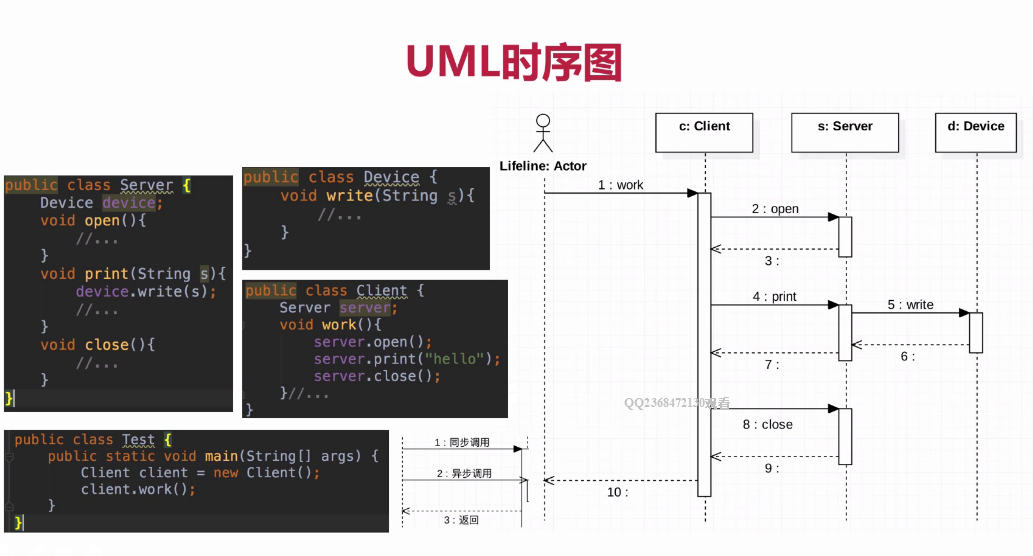 UML时序图
public class Server {
Device device;
void open(){
//...
}
void print(String s){
device.write(s);
//...
}
void close(){
//...
}
}
public class Device {
void write(String s){
//...
}
}
public class Client {
Server server;
void work(){
server.open();
server.print("hello");
server.close();
}//...
}
public class Test {
public static void main(String[] args) {
Client client = new Client();
client.work();
}
}
1 : 同步调用
2 : 异步调用
3 : 返回
Lifeline: Actor
c: Client
s: Server
d: Device
1 : work
2 : open
3 :
4 : print
5 : write
6 :
7 :
QQ2368472130观看
8 : close
9 :
10 :